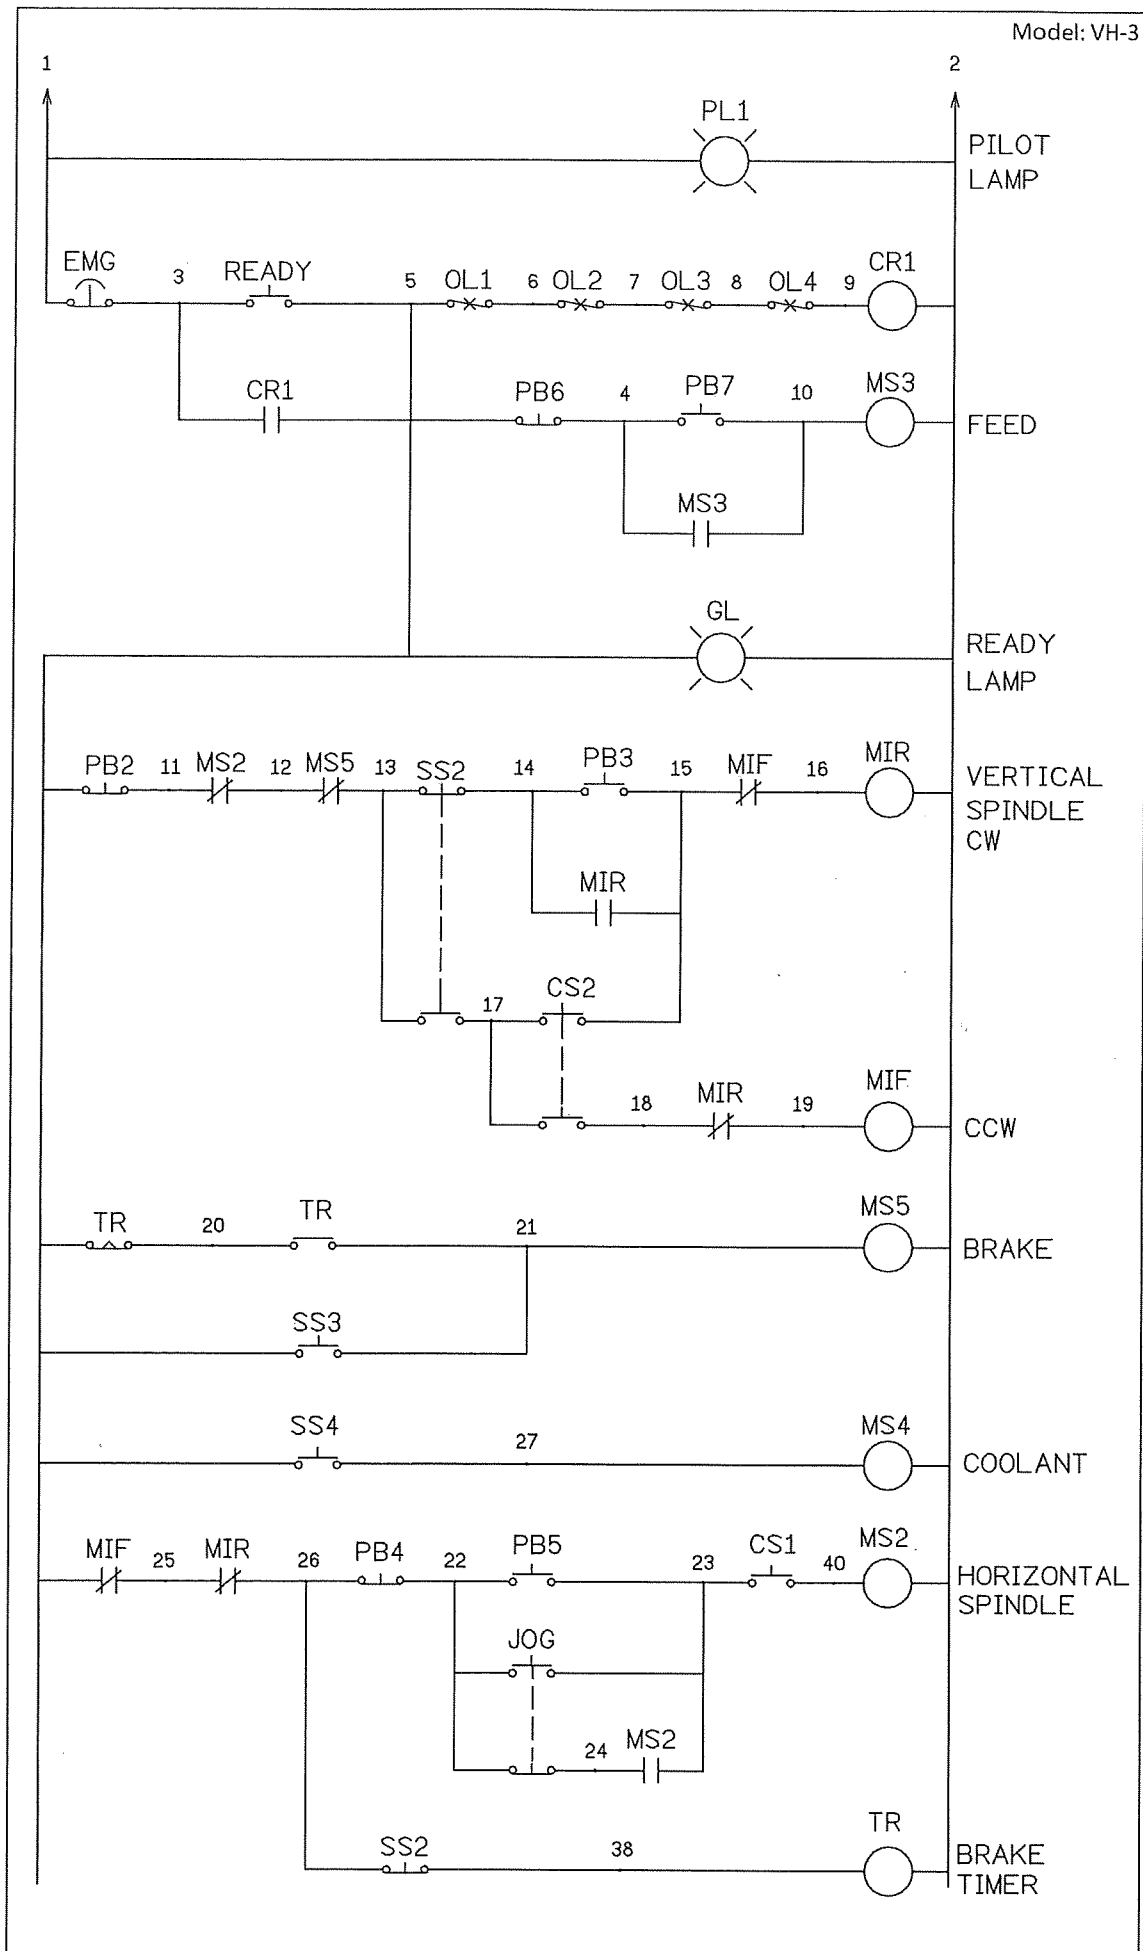 Model: VH-3
1 2
PL1
PILOT
LAMP
EMG 3 READY 5 OL1 6 OL2 7 OL3 8 OL4 9 CR1
CR1 PB6 4 PB7 10 MS3
FEED
MS3
GL
READY
LAMP
PB2 11 MS2 12 MS5 13 SS2 14 PB3 15 MIF 16 MIR
VERTICAL
SPINDLE
CW
MIR
17 CS2
18 MIR 19 MIF
CCW
TR 20 TR 21 MS5
BRAKE
SS3
SS4 27 MS4
COOLANT
MIF 25 MIR 26 PB4 22 PB5 23 CS1 40 MS2
HORIZONTAL
SPINDLE
JOG
24 MS2
SS2 38 TR
BRAKE
TIMER